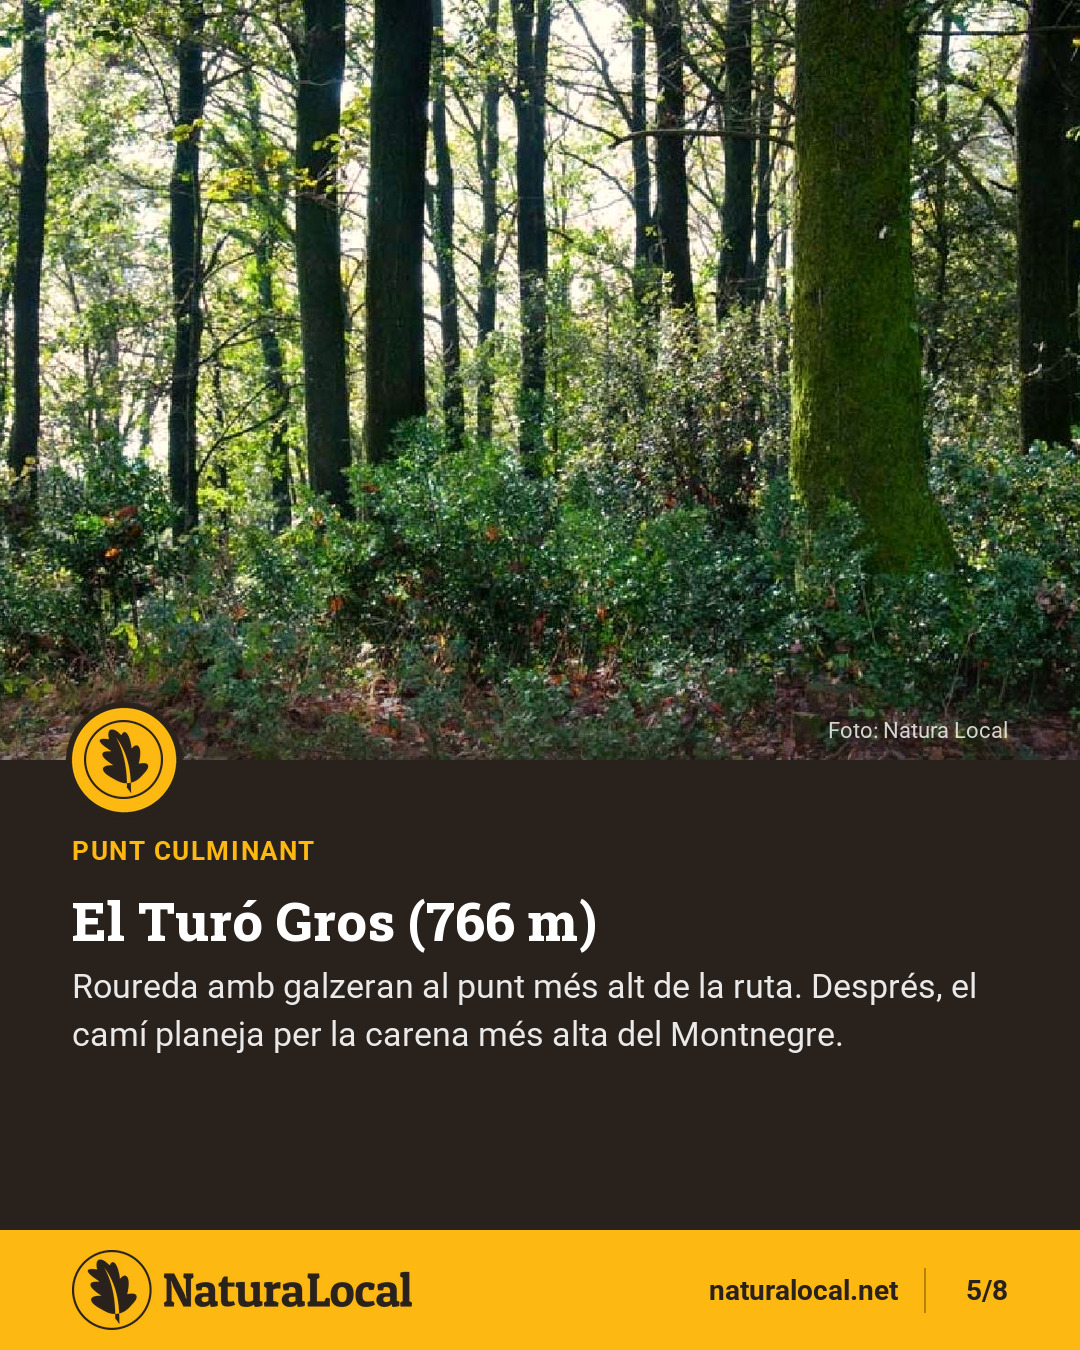 Foto: Natura Local
PUNT CULMINANT
El Turó Gros (766 m)
Roureda amb galzeran al punt més alt de la ruta. Després, el
camí planeja per la carena més alta del Montnegre.
NaturaLocal
naturalocal.net
5/8